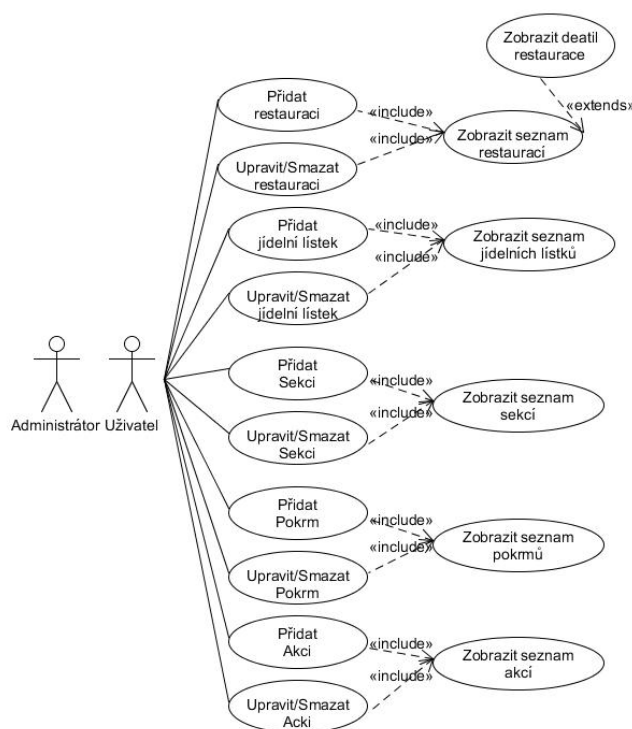 Zobrazit deatil
restaurace
«extends»
Přidat
restauraci
«include»
«include»
Zobrazit seznam
restaurací
Upravit/Smazat
restauraci
Přidat
jídelní lístek
«include»
«include»
Zobrazit seznam
jídelních lístků
Upravit/Smazat
jídelní lístek
Administrátor
Uživatel
Přidat
Sekci
«include»
«include»
Zobrazit seznam
sekcí
Upravit/Smazat
Sekci
Přidat
Pokrm
«include»
«include»
Zobrazit seznam
pokrmů
Upravit/Smazat
Pokrm
Přidat
Akci
«include»
«include»
Zobrazit seznam
akcí
Upravit/Smazat
Acki